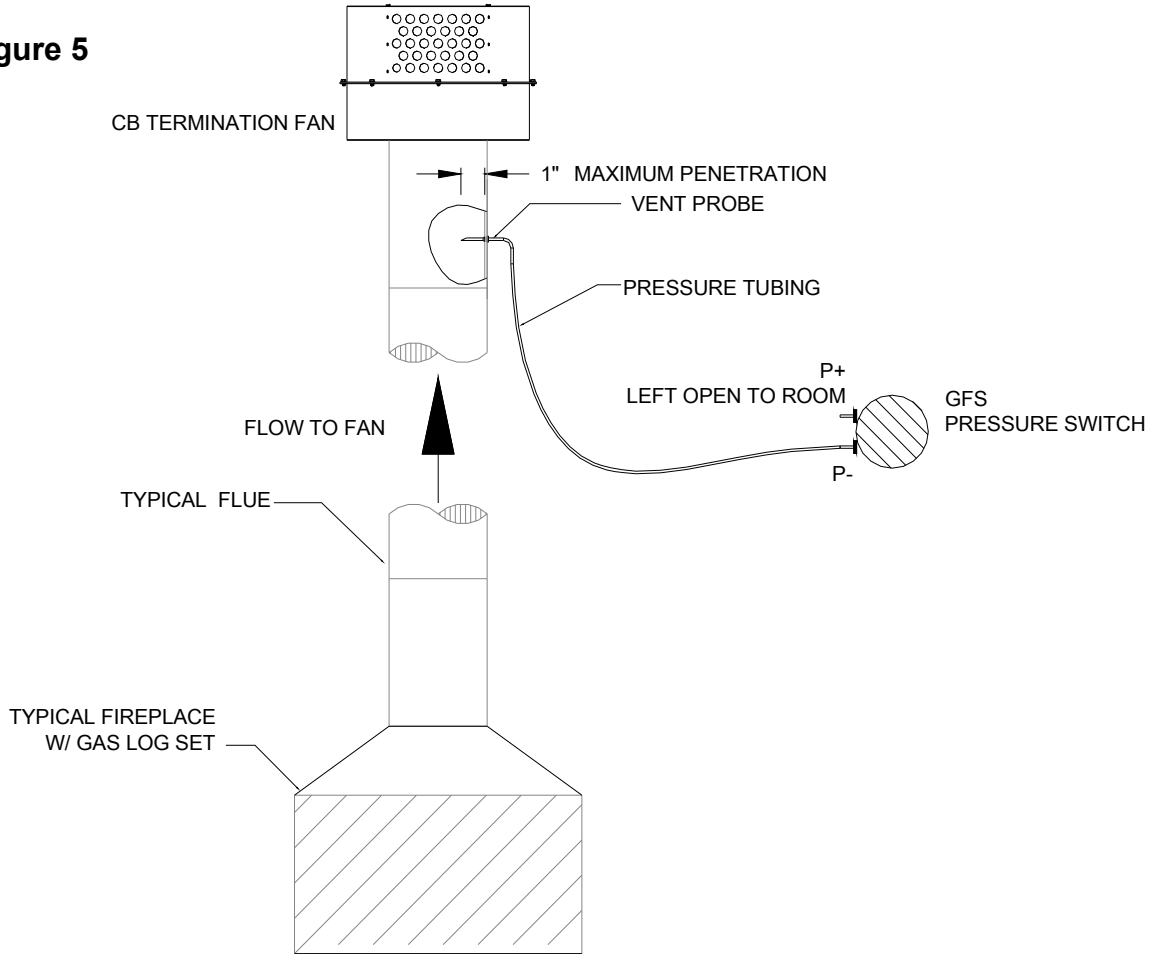 gure 5
CB TERMINATION FAN
1" MAXIMUM PENETRATION
VENT PROBE
PRESSURE TUBING
P+
LEFT OPEN TO ROOM
GFS
PRESSURE SWITCH
P-
FLOW TO FAN
TYPICAL FLUE
TYPICAL FIREPLACE
W/ GAS LOG SET